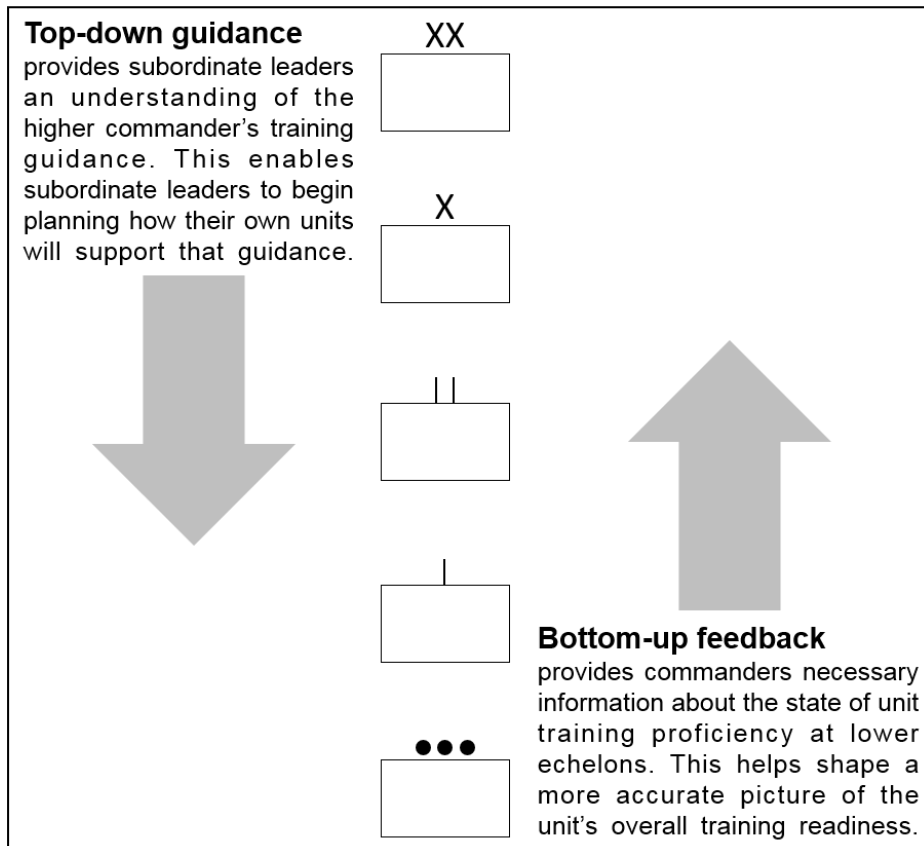 Top-down guidance
provides subordinate leaders
an understanding of the
higher commander's training
guidance. This enables
subordinate leaders to begin
planning how their own units
will support that guidance.
XX
X
||
|
●●●
Bottom-up feedback
provides commanders necessary
information about the state of unit
training proficiency at lower
echelons. This helps shape a
more accurate picture of the
unit's overall training readiness.